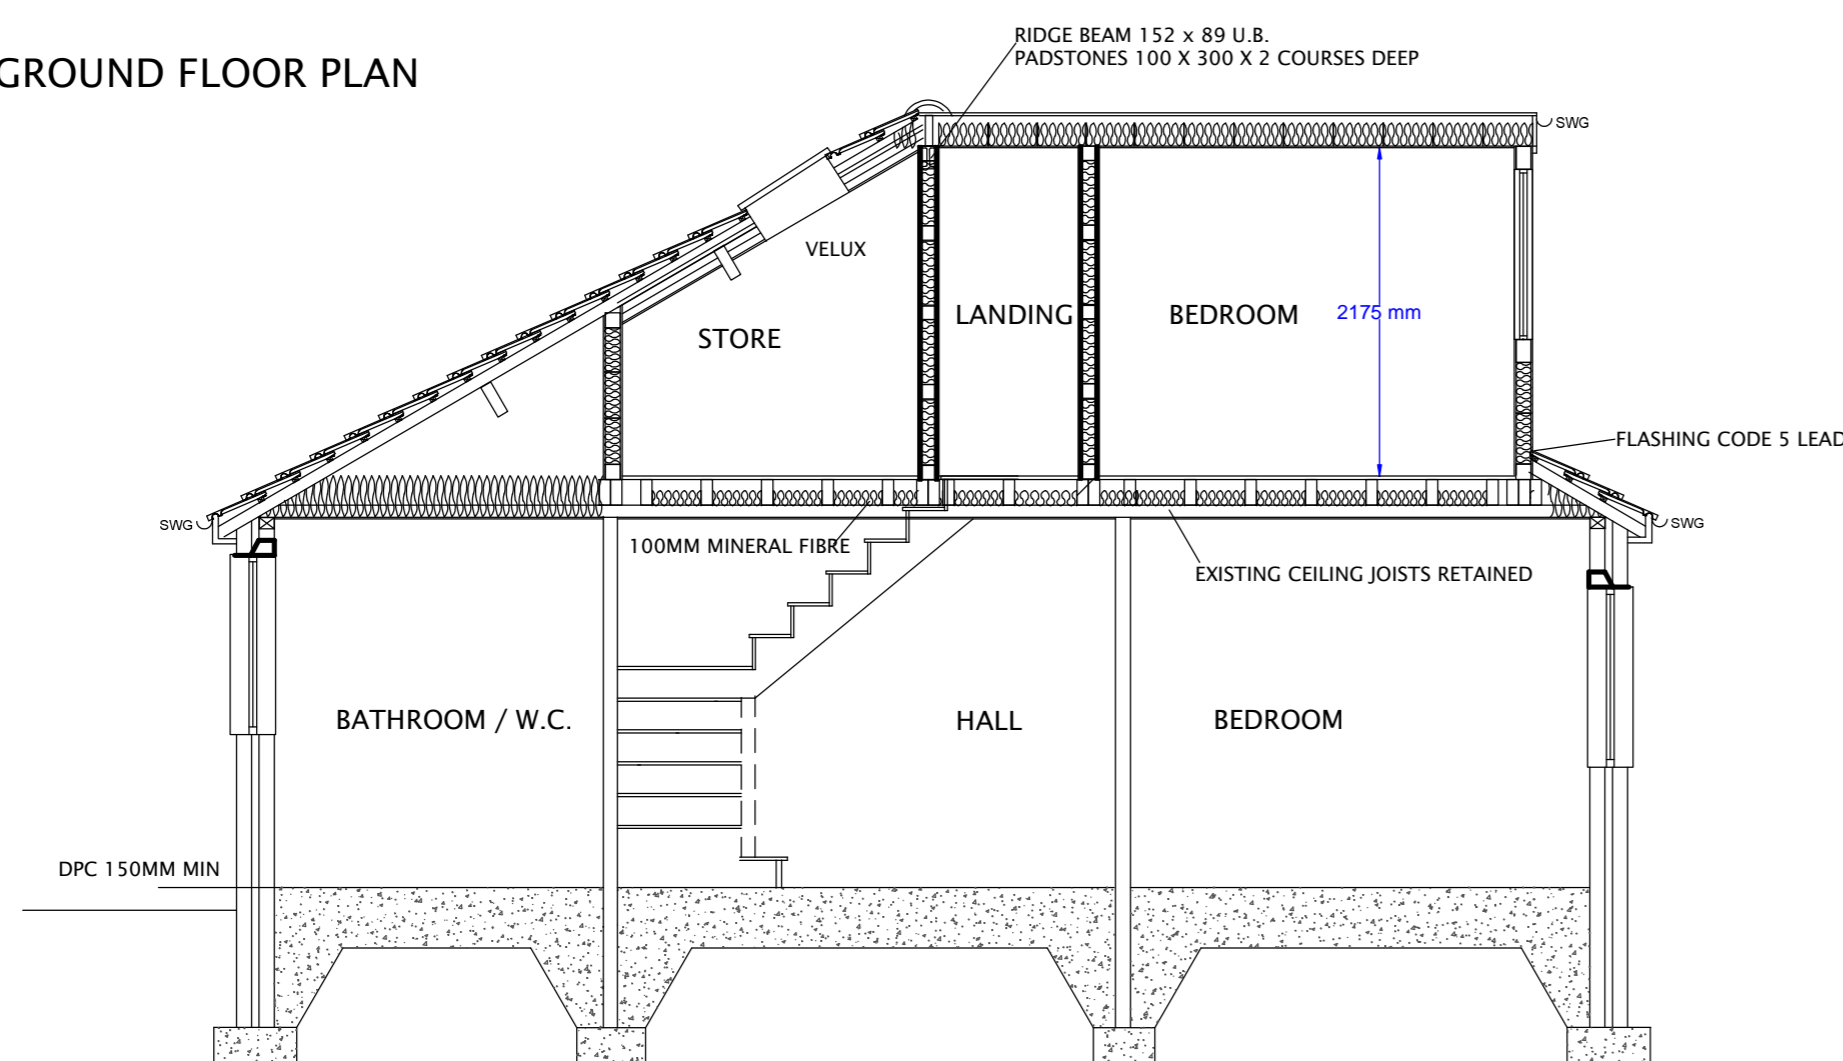 GROUND FLOOR PLAN
RIDGE BEAM 152 x 89 U.B.
PADSTONES 100 X 300 X 2 COURSES DEEP
SWG
VELUX
STORE
LANDING
BEDROOM
2175 mm
FLASHING CODE 5 LEAD
SWG
SWG
100MM MINERAL FIBRE
EXISTING CEILING JOISTS RETAINED
BATHROOM / W.C.
HALL
BEDROOM
DPC 150MM MIN